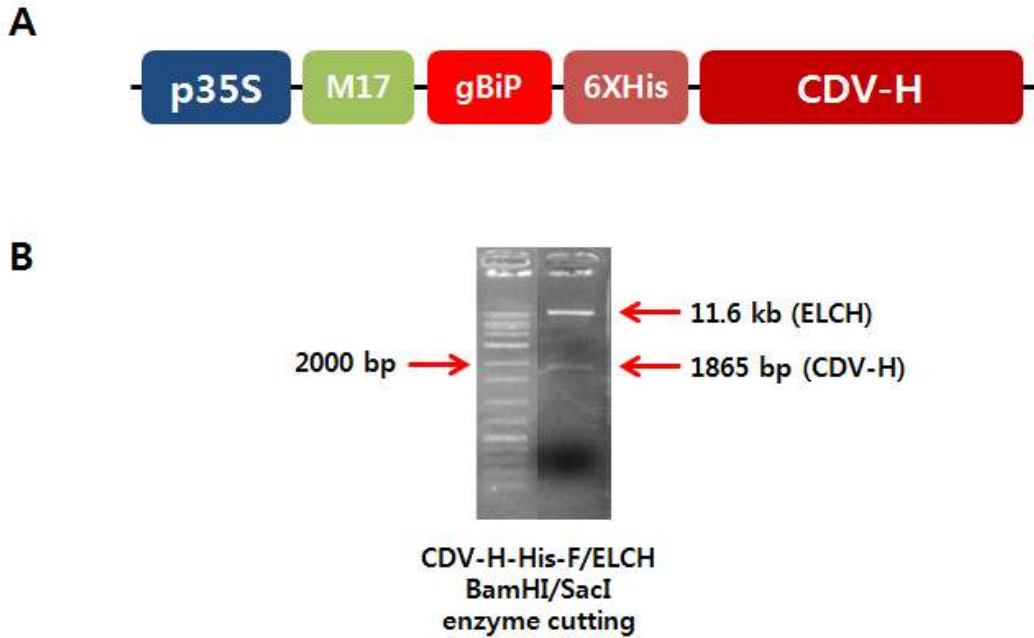 A
p35S M17 gBiP 6XHis CDV-H
B
11.6 kb (ELCH)
2000 bp
1865 bp (CDV-H)
CDV-H-His-F/ELCH
BamHI/SacI
enzyme cutting